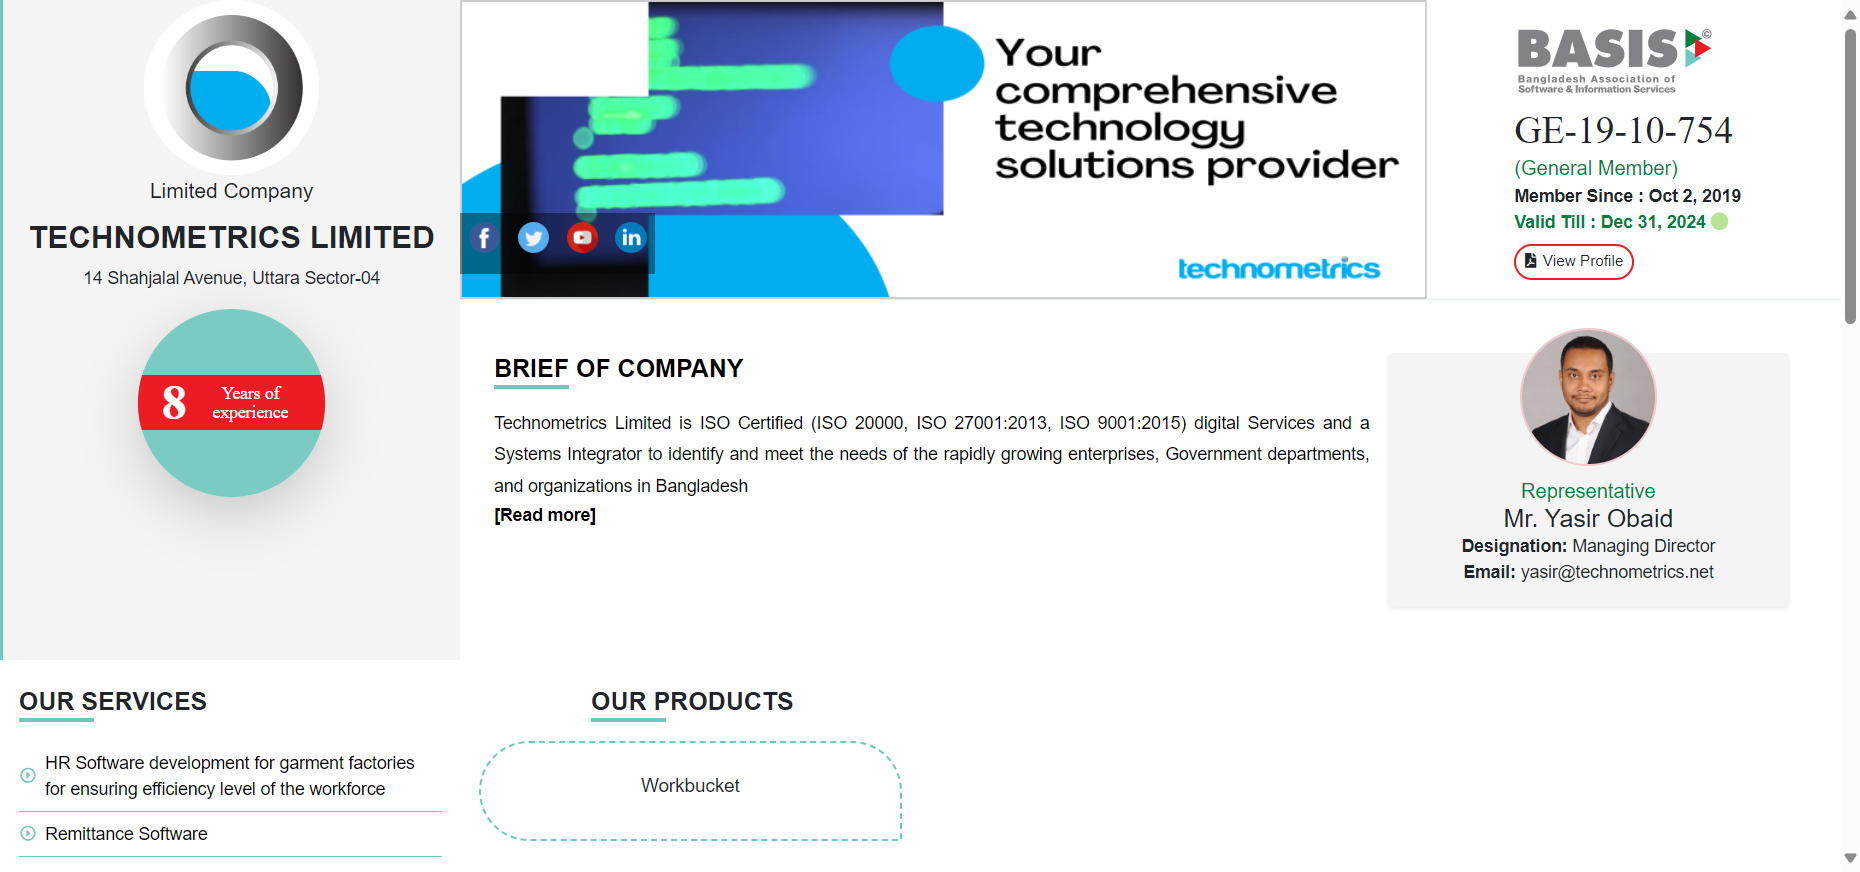 Limited Company
TECHNOMETRICS LIMITED
14 Shahjalal Avenue, Uttara Sector-04
8
Years of
experience
Your
comprehensive
technology
solutions provider
f
in
technometrics
BASIS©
Bangladesh Association of
Software & Information Services
GE-19-10-754
(General Member)
Member Since : Oct 2, 2019
Valid Till : Dec 31, 2024
View Profile
BRIEF OF COMPANY
Technometrics Limited is ISO Certified (ISO 20000, ISO 27001:2013, ISO 9001:2015) digital Services and a
Systems Integrator to identify and meet the needs of the rapidly growing enterprises, Government departments,
and organizations in Bangladesh
[Read more]
Representative
Mr. Yasir Obaid
Designation: Managing Director
Email: yasir@technometrics.net
OUR SERVICES
HR Software development for garment factories
for ensuring efficiency level of the workforce
Remittance Software
OUR PRODUCTS
Workbucket